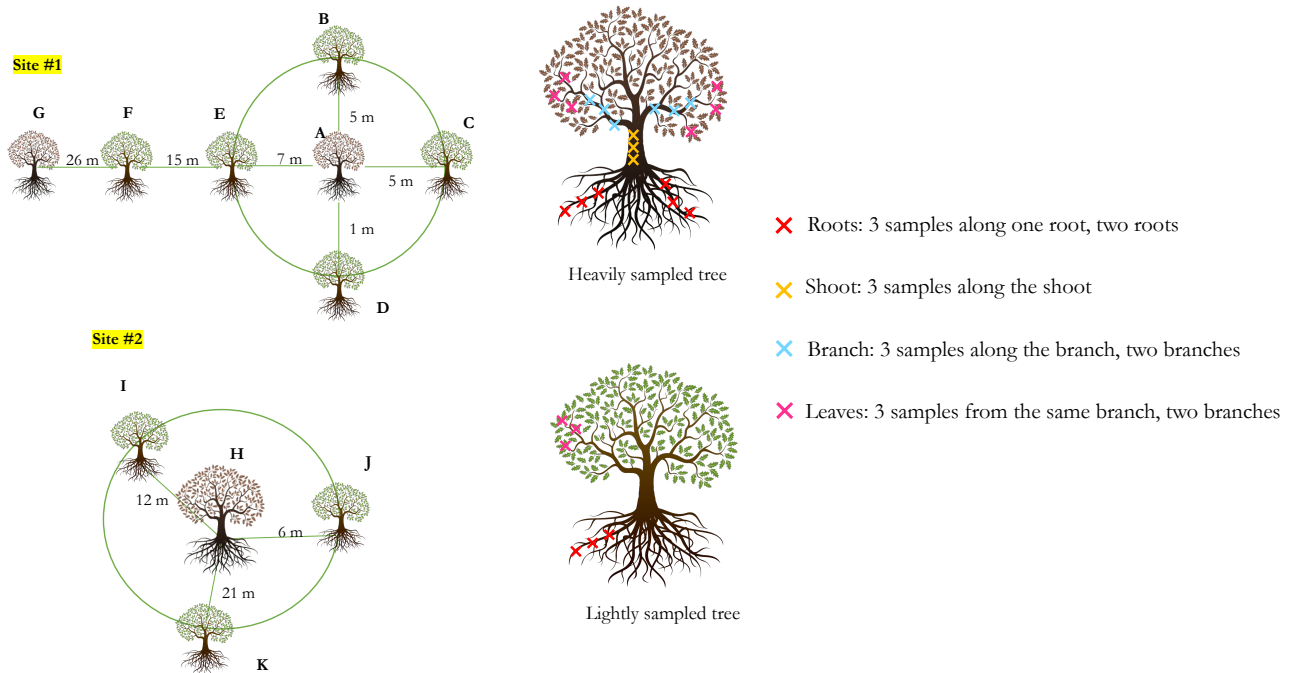 B
Site #1
G
F
E
5 m
A
C
26 m
15 m
7 m
5 m
1 m
D
Heavily sampled tree
Roots: 3 samples along one root, two roots
Shoot: 3 samples along the shoot
Branch: 3 samples along the branch, two branches
Leaves: 3 samples from the same branch, two branches
Site #2
I
H
J
12 m
6 m
21 m
K
Lightly sampled tree